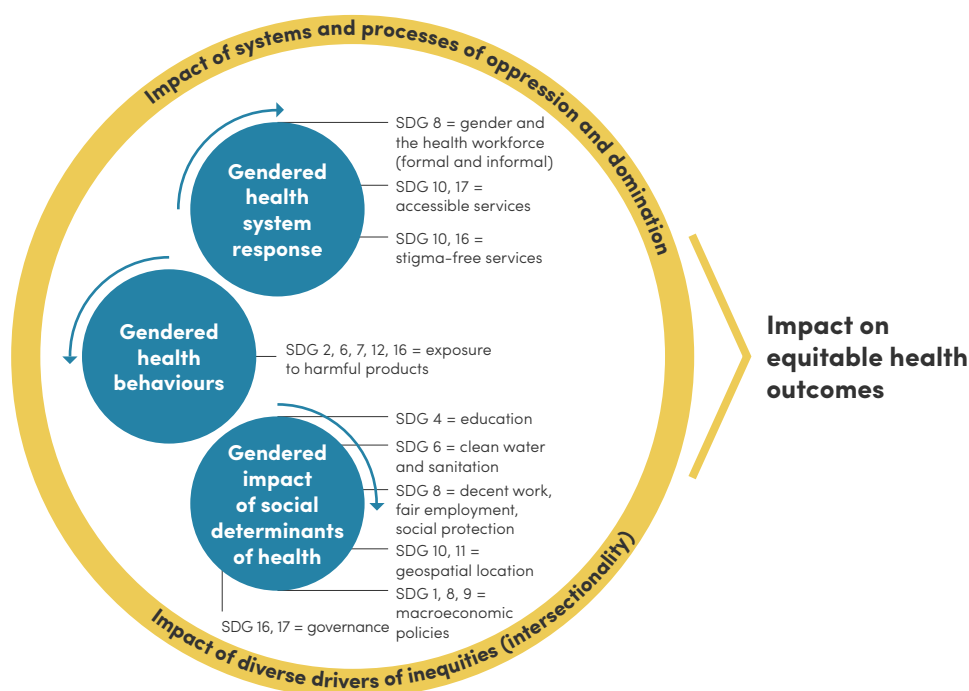 Impact of systems and processes of oppression and domination
Gendered
health
system
response
SDG 8 = gender and
the health workforce
(formal and informal)
SDG 10, 17 =
accessible services
SDG 10, 16 =
stigma-free services
Gendered
health
behaviours
SDG 2, 6, 7, 12, 16 = exposure
to harmful products
Gendered
impact
of social
determinants
of health
SDG 4 = education
SDG 6 = clean water
and sanitation
SDG 8 = decent work,
fair employment,
social protection
SDG 10, 11 =
geospatial location
SDG 1, 8, 9 =
macroeconomic
policies
SDG 16, 17 = governance
Impact of diverse drivers of inequities (intersectionality)
Impact on
equitable health
outcomes